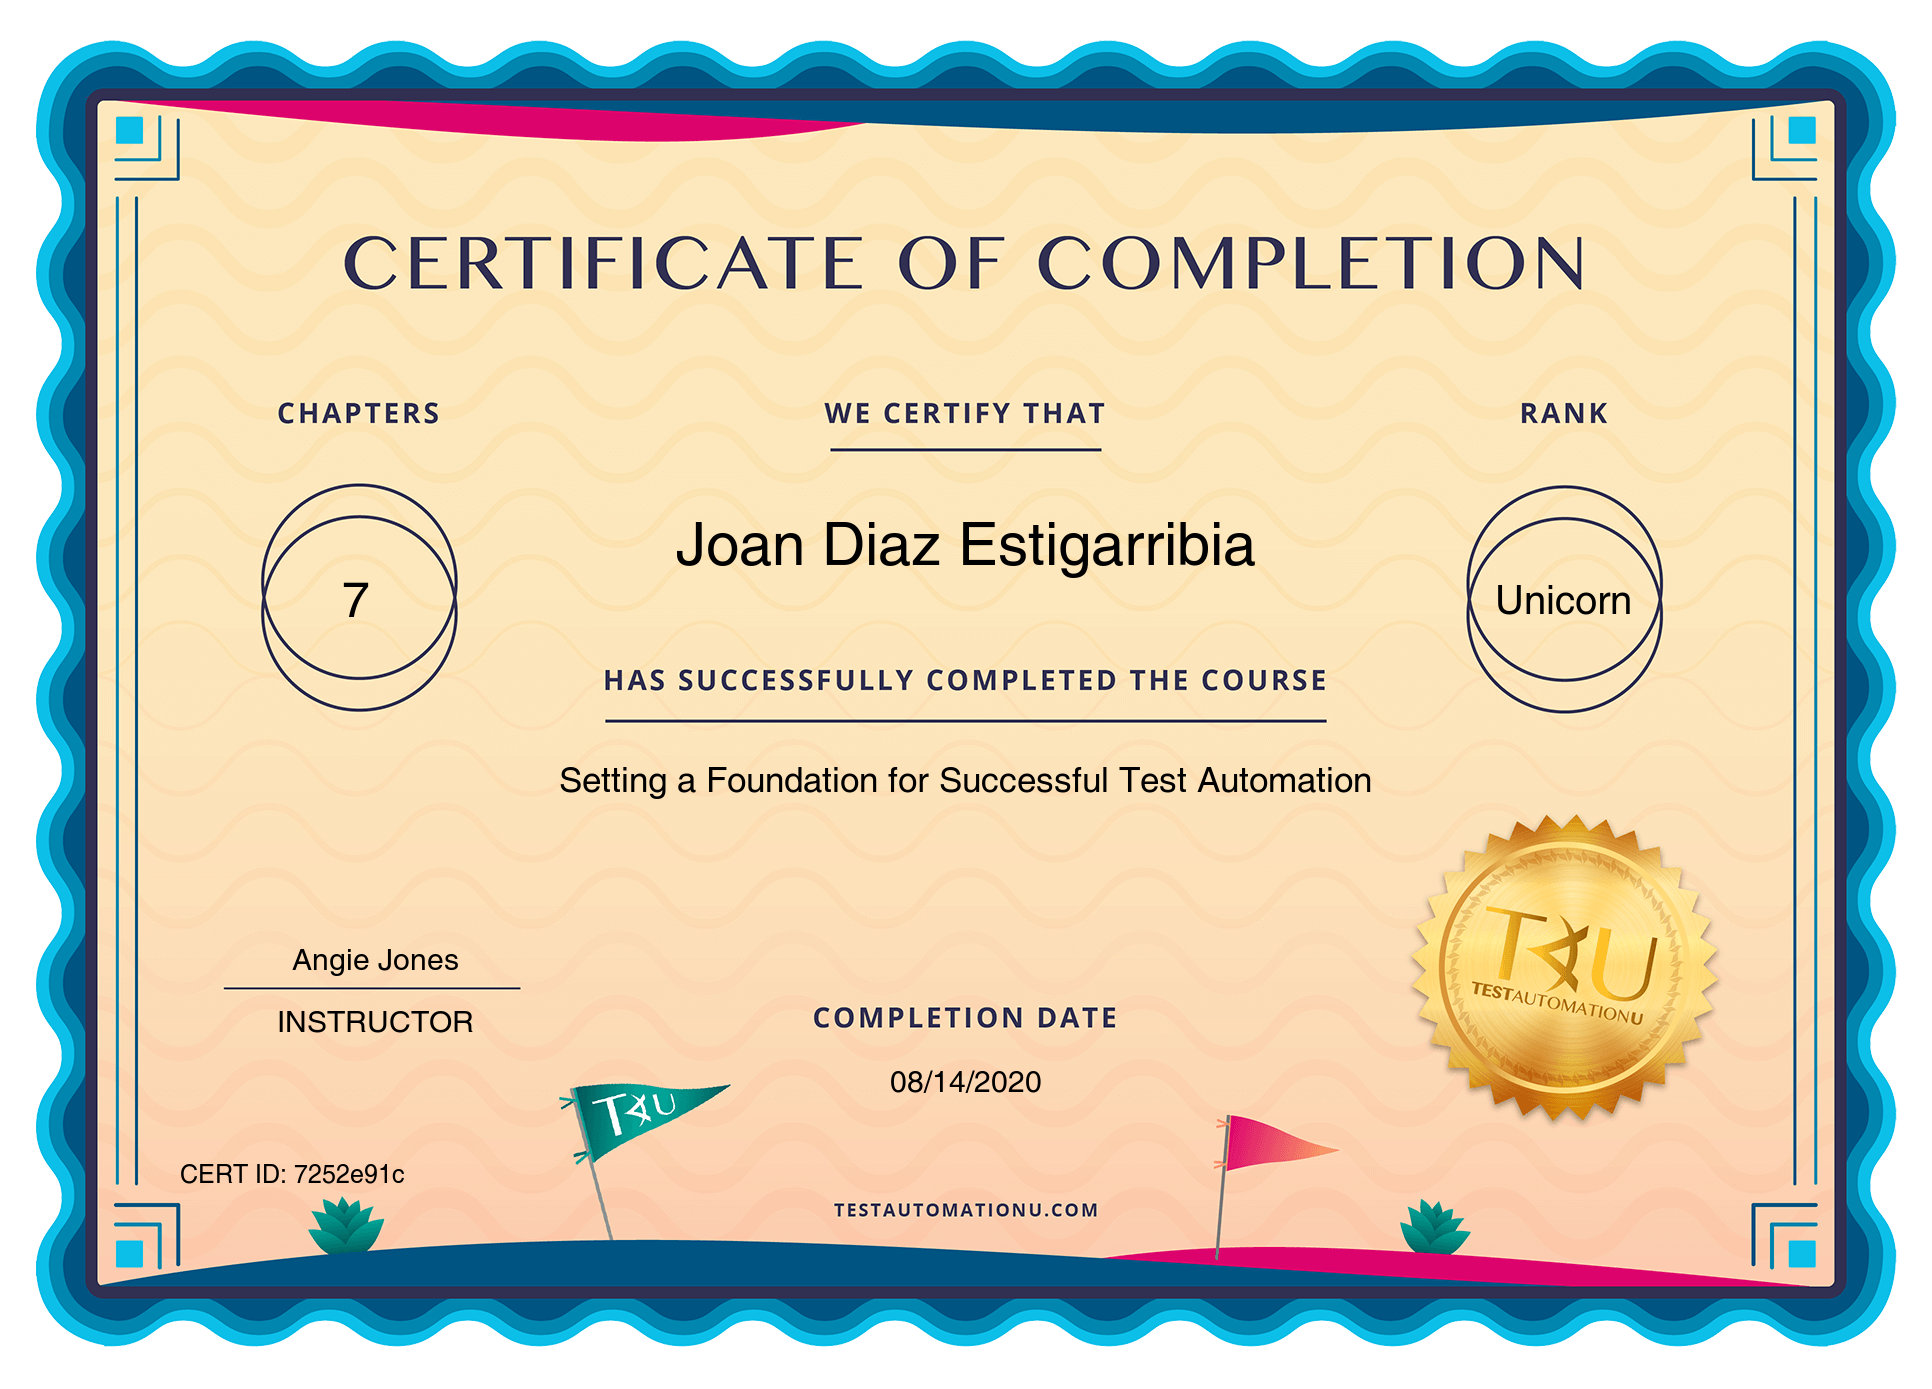 CERTIFICATE OF COMPLETION
CHAPTERS
7
WE CERTIFY THAT
Joan Diaz Estigarribia
HAS SUCCESSFULLY COMPLETED THE COURSE
Setting a Foundation for Successful Test Automation
RANK
Unicorn
Angie Jones
INSTRUCTOR
COMPLETION DATE
08/14/2020
TAU
TESTAUTOMATIONU
TAU
CERT ID: 7252e91c
TESTAUTOMATIONU.COM